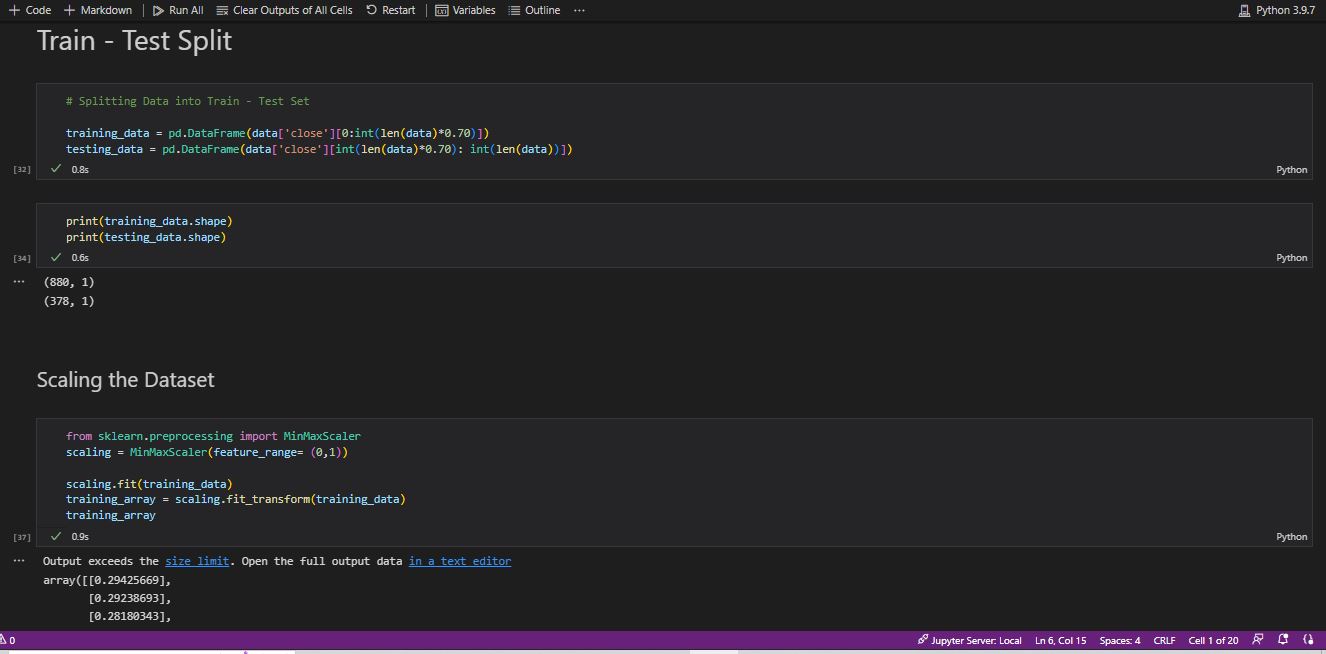 Code Markdown Run All Clear Outputs of All Cells Restart Variables Outline ... Python 3.9.7
Train - Test Split
# Splitting Data into Train - Test Set
training_data = pd.DataFrame(data['close'][0:int(len(data)*0.70)])
testing_data = pd.DataFrame(data['close'][int(len(data)*0.70): int(len(data))])
[32] 0.8s Python
print(training_data.shape)
print(testing_data.shape)
[34] 0.6s Python
... (880, 1)
(378, 1)
Scaling the Dataset
from sklearn.preprocessing import MinMaxScaler
scaling = MinMaxScaler(feature_range= (0,1))
scaling.fit(training_data)
training_array = scaling.fit_transform(training_data)
training_array
[37] 0.9s Python
... Output exceeds the size limit. Open the full output data in a text editor
array([[0.29425669],
[0.29238693],
[0.28180343],
0 Jupyter Server: Local Ln 6, Col 15 Spaces: 4 CRLF Cell 1 of 20